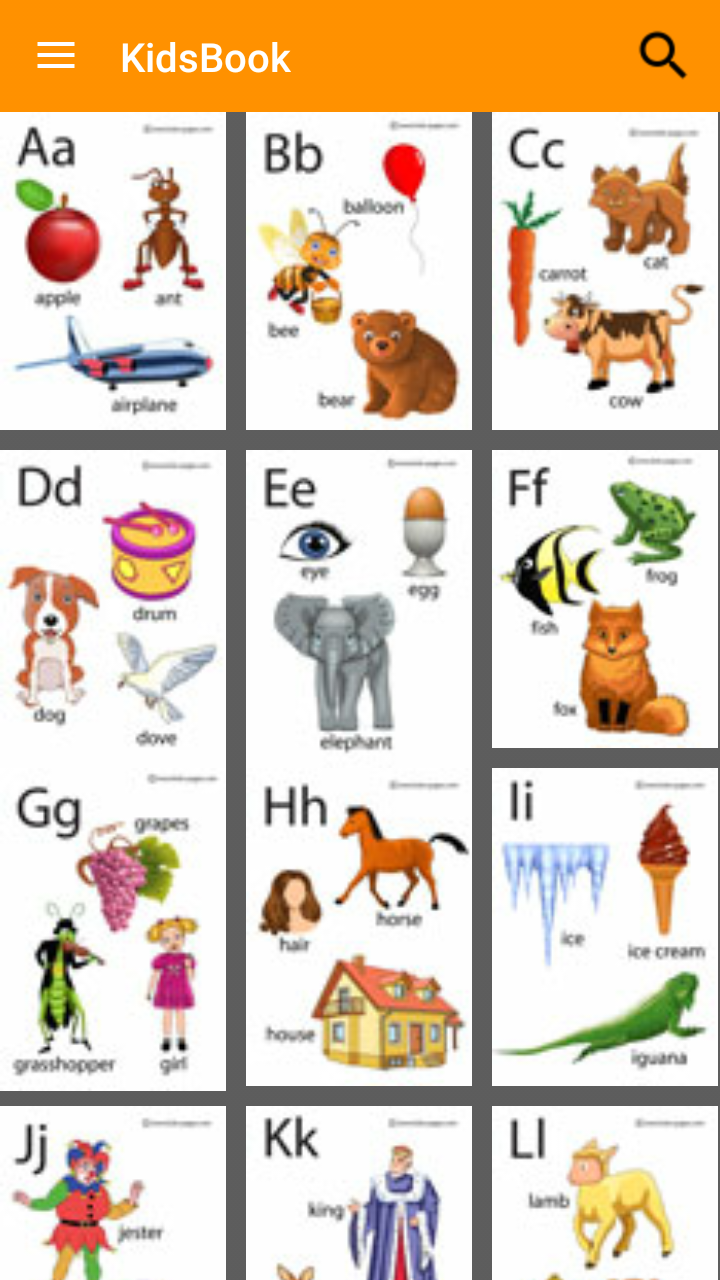 KidsBook
Aa
apple
ant
airplane
Bb
balloon
bee
bear
Cc
cat
carrot
cow
Dd
drum
dog
dove
Ee
eye
egg
elephant
Ff
frog
fish
fox
Gg
grapes
grasshopper
girl
Hh
horse
hair
house
Ii
ice
ice cream
iguana
Jj
jester
Kk
king
Ll
lamb